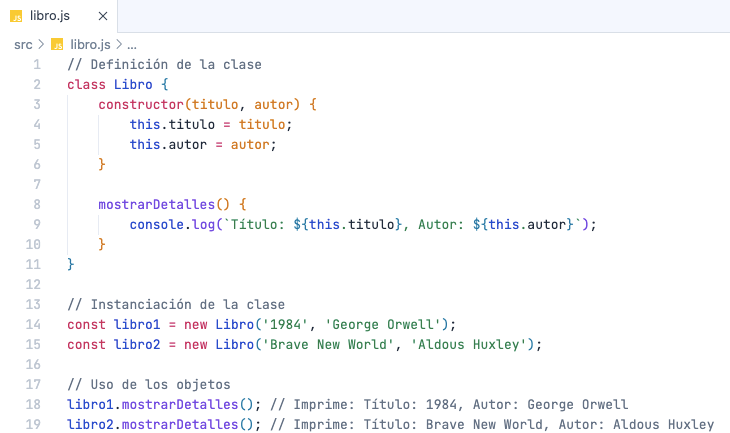 libro.js ×
src > libro.js > ...
1 // Definición de la clase
2 class Libro {
3     constructor(titulo, autor) {
4         this.titulo = titulo;
5         this.autor = autor;
6     }
7
8     mostrarDetalles() {
9         console.log(`Título: ${this.titulo}, Autor: ${this.autor}`);
10     }
11 }
12
13 // Instanciación de la clase
14 const libro1 = new Libro('1984', 'George Orwell');
15 const libro2 = new Libro('Brave New World', 'Aldous Huxley');
16
17 // Uso de los objetos
18 libro1.mostrarDetalles(); // Imprime: Título: 1984, Autor: George Orwell
19 libro2.mostrarDetalles(); // Imprime: Título: Brave New World, Autor: Aldous Huxley